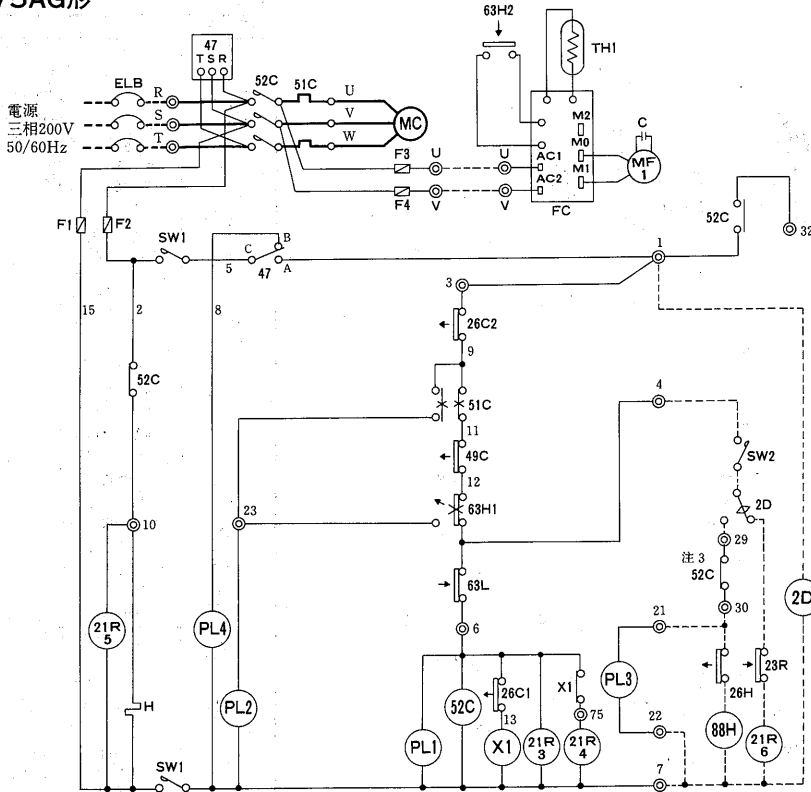 5AG形
63H2
TH1
47
T S R
ELB
R
52C
51C
U
電源
三相200V
50/60Hz
S
V
MC
T
W
M2
M0
M1
C
MF
1
AC1
AC2
FC
F3
U
U
F4
V
V
F1
F2
SW1
B
C
5
47
A
1
52C
32
3
15
2
8
26C2
9
52C
51C
4
11
49C
SW2
12
63H1
2D
10
23
29
注3
52C
63L
30
2D
21R
5
PL4
6
21
PL3
26H
23R
H
PL2
26C1
X1
52C
13
75
22
88H
21R
6
PL1
X1
21R
3
21R
4
SW1
7